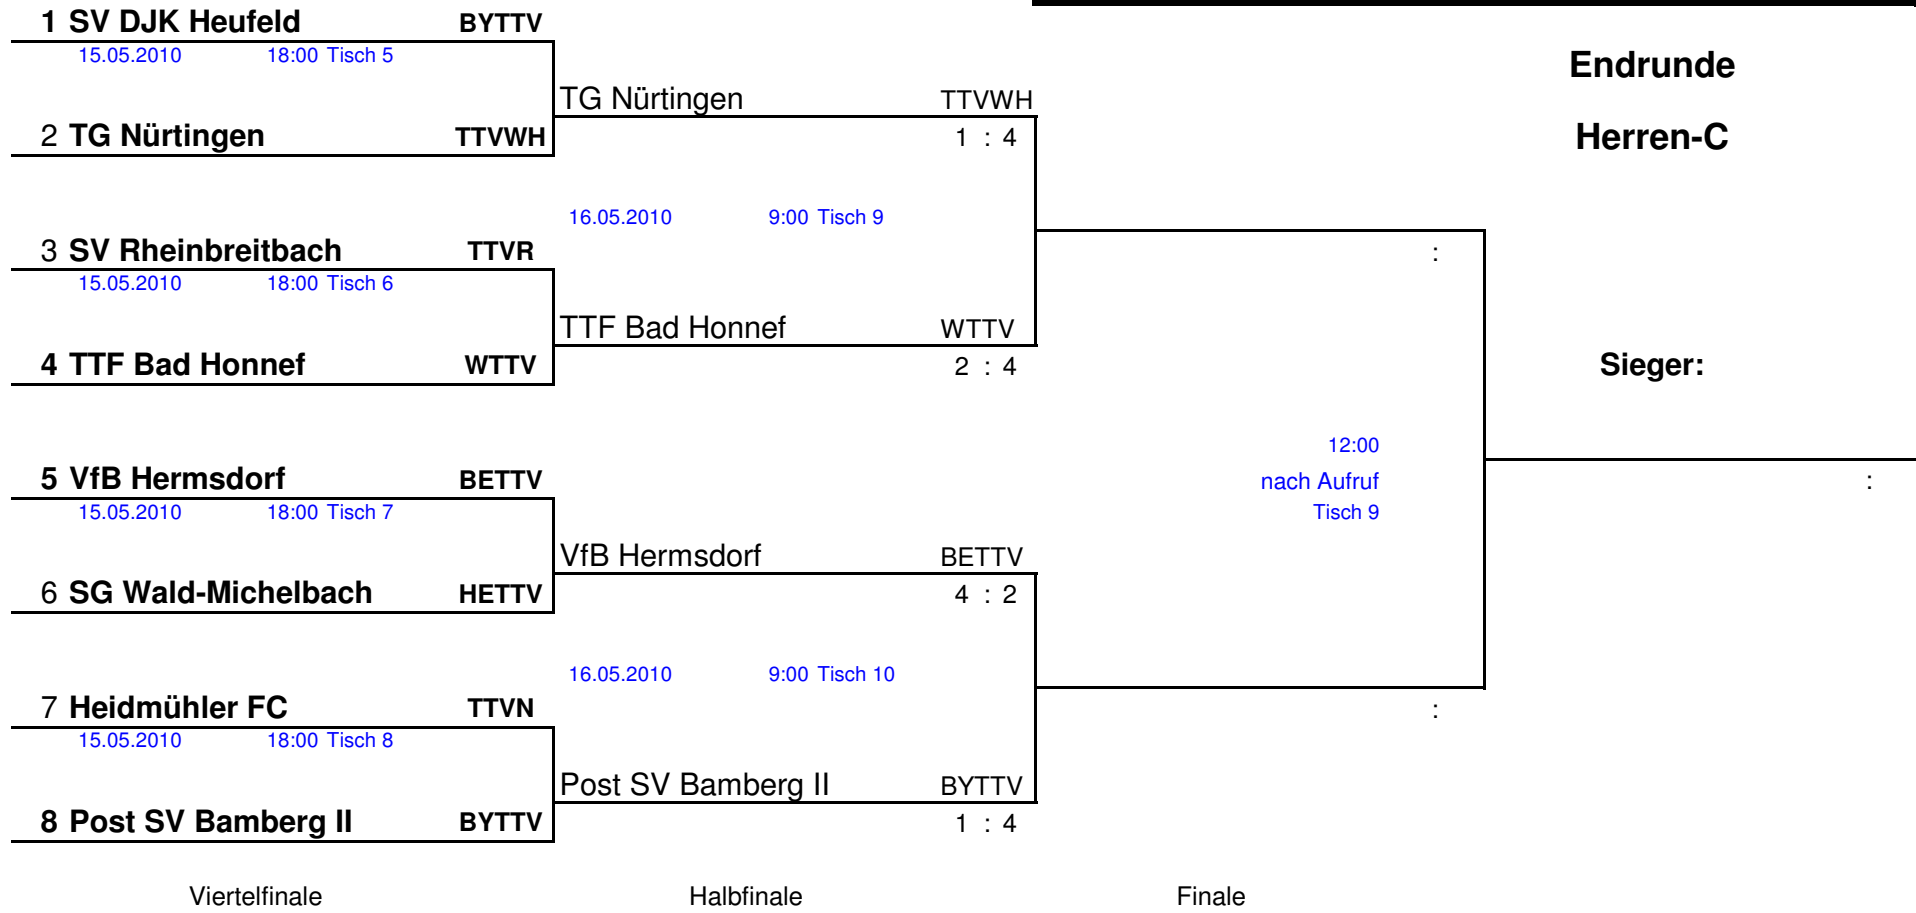 1 SV DJK Heufeld BYTTV
15.05.2010 18:00 Tisch 5
Endrunde
TG Nürtingen TTVWH
2 TG Nürtingen TTVWH
1 : 4
Herren-C
16.05.2010 9:00 Tisch 9
3 SV Rheinbreitbach TTVR
:
15.05.2010 18:00 Tisch 6
TTF Bad Honnef WTTV
4 TTF Bad Honnef WTTV
2 : 4
Sieger:
12:00
5 VfB Hermsdorf BETTV
nach Aufruf
:
15.05.2010 18:00 Tisch 7
Tisch 9
VfB Hermsdorf BETTV
6 SG Wald-Michelbach HETTV
4 : 2
16.05.2010 9:00 Tisch 10
7 Heidmühler FC TTVN
:
15.05.2010 18:00 Tisch 8
Post SV Bamberg II BYTTV
8 Post SV Bamberg II BYTTV
1 : 4
Viertelfinale Halbfinale Finale